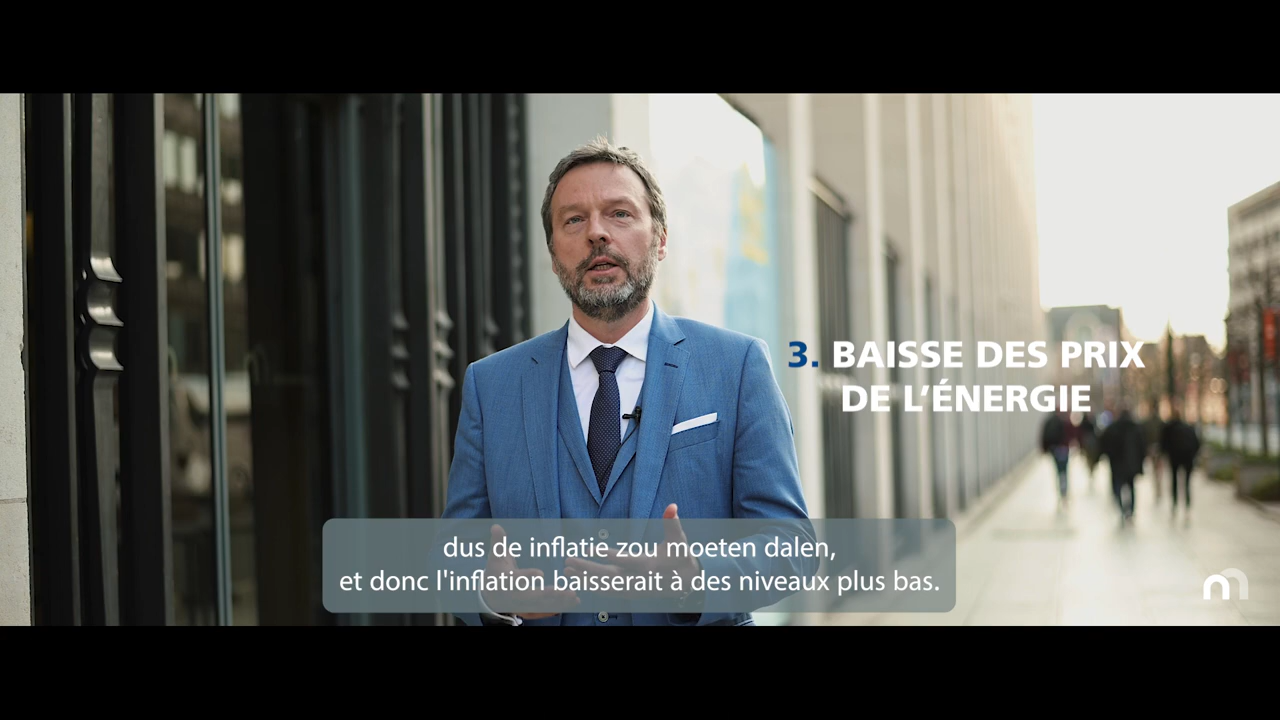 3. BAISSE DES PRIX
DE L’ÉNERGIE
dus de inflatie zou moeten dalen,
et donc l'inflation baisserait à des niveaux plus bas.